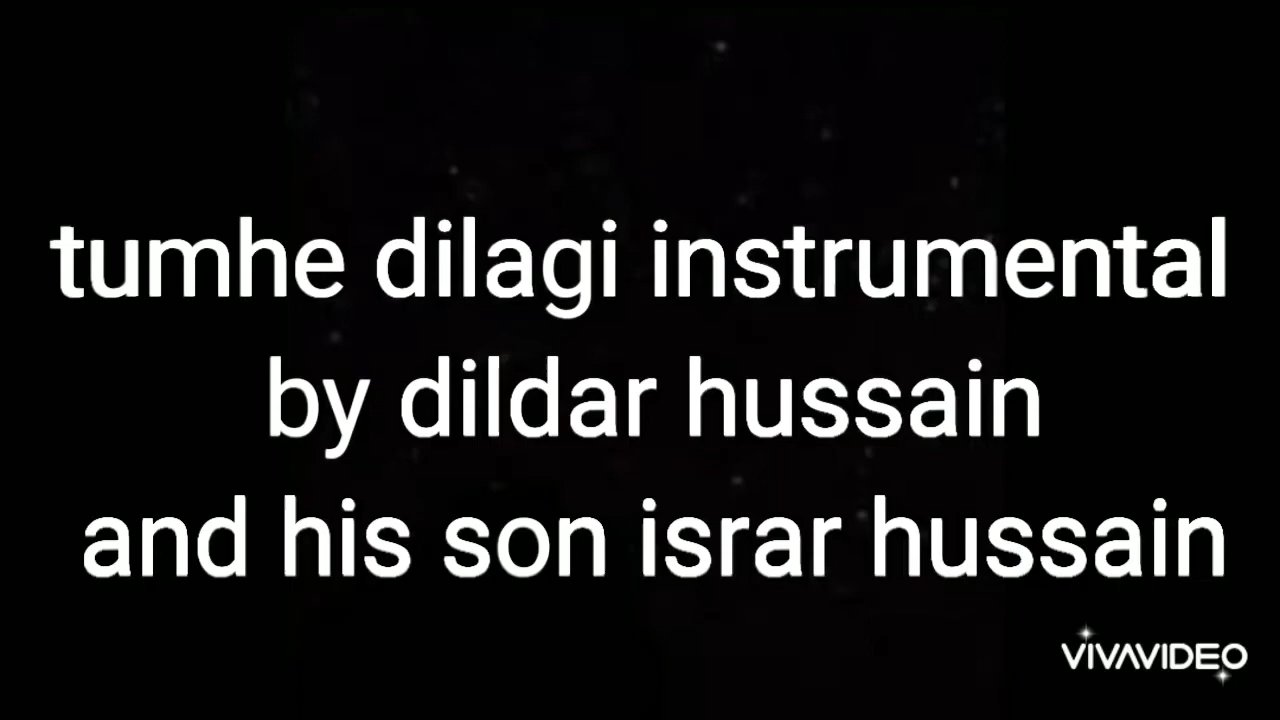 tumhe dilagi instrumental
by dildar hussain
and his son israr hussain
VIVAVIDEO